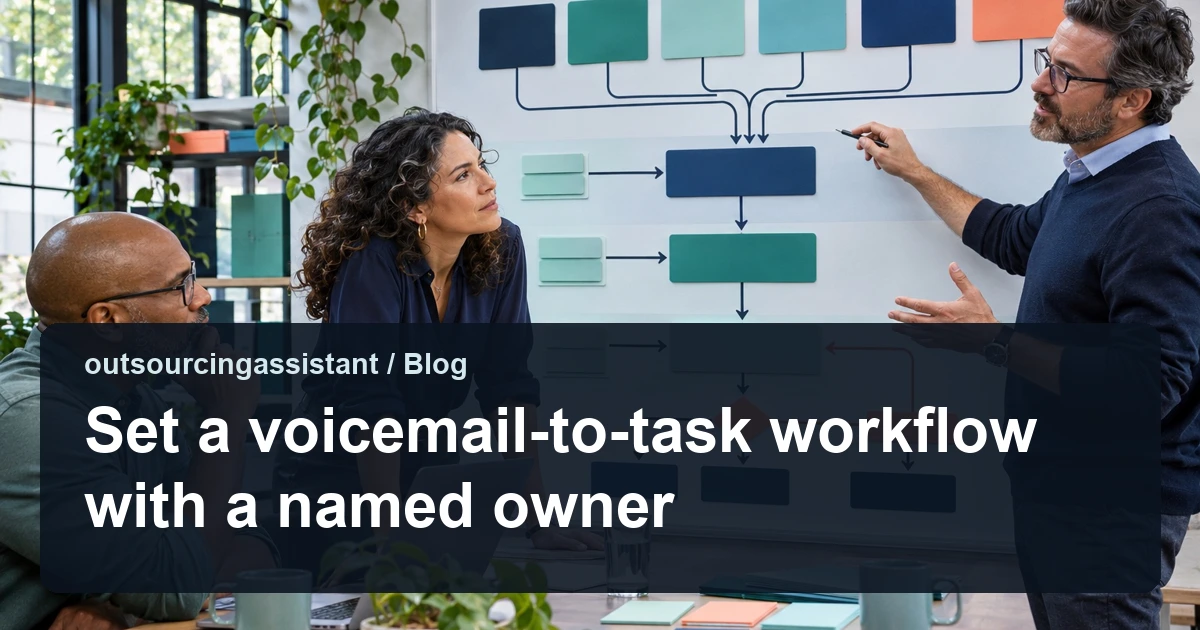 outsourcingassistant / Blog
Set a voicemail-to-task workflow
with a named owner